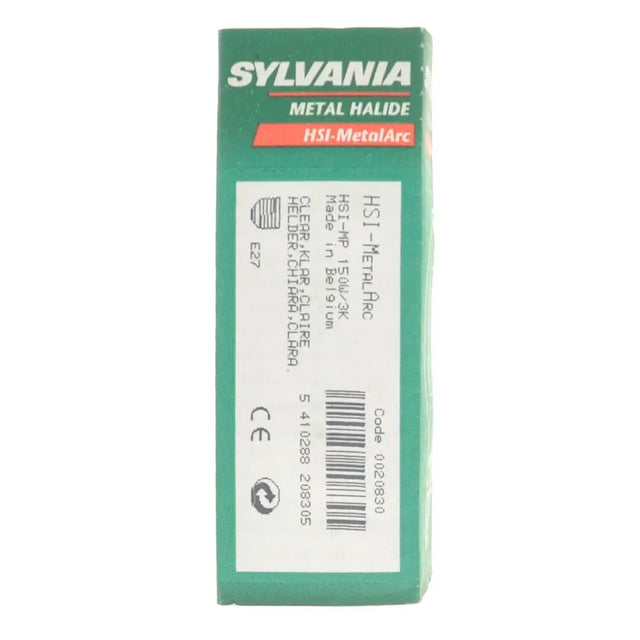 SYLVANIA
METAL HALIDE
HSI-MetalArc
HSI-METALARC
HSI-MP 150W/3K
Made in Belgium
CLEAR,KLAR,CLAIRE
HELDER,CHIARA,CLARA.
E27
Code 0020830
5 410288 208305
CE